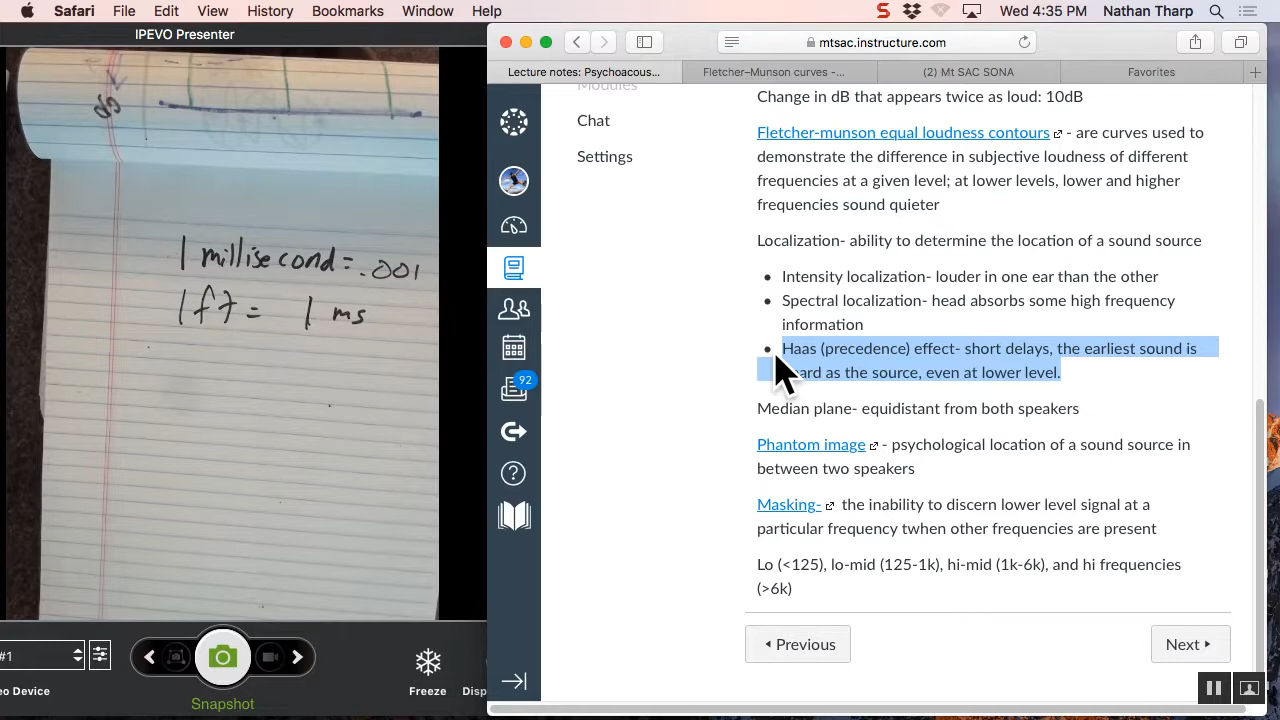 Safari File Edit View History Bookmarks Window Help
Wed 4:35 PM Nathan Tharp
IPEVO Presenter
mtsac.instructure.com
Lecture notes: Psychoacous...
Fletcher–Munson curves -...
(2) Mt SAC SONA
Favorites
dB
1 millisecond = .001
1 ft = 1 ms
#1
eo Device
Snapshot
Freeze
Disp
92
Modules
Chat
Settings
Change in dB that appears twice as loud: 10dB
Fletcher-munson equal loudness contours - are curves used to
demonstrate the difference in subjective loudness of different
frequencies at a given level; at lower levels, lower and higher
frequencies sound quieter
Localization- ability to determine the location of a sound source
• Intensity localization- louder in one ear than the other
• Spectral localization- head absorbs some high frequency
information
• Haas (precedence) effect- short delays, the earliest sound is
ard as the source, even at lower level.
Median plane- equidistant from both speakers
Phantom image - psychological location of a sound source in
between two speakers
Masking- the inability to discern lower level signal at a
particular frequency twhen other frequencies are present
Lo (<125), lo-mid (125-1k), hi-mid (1k-6k), and hi frequencies
(>6k)
Previous
Next